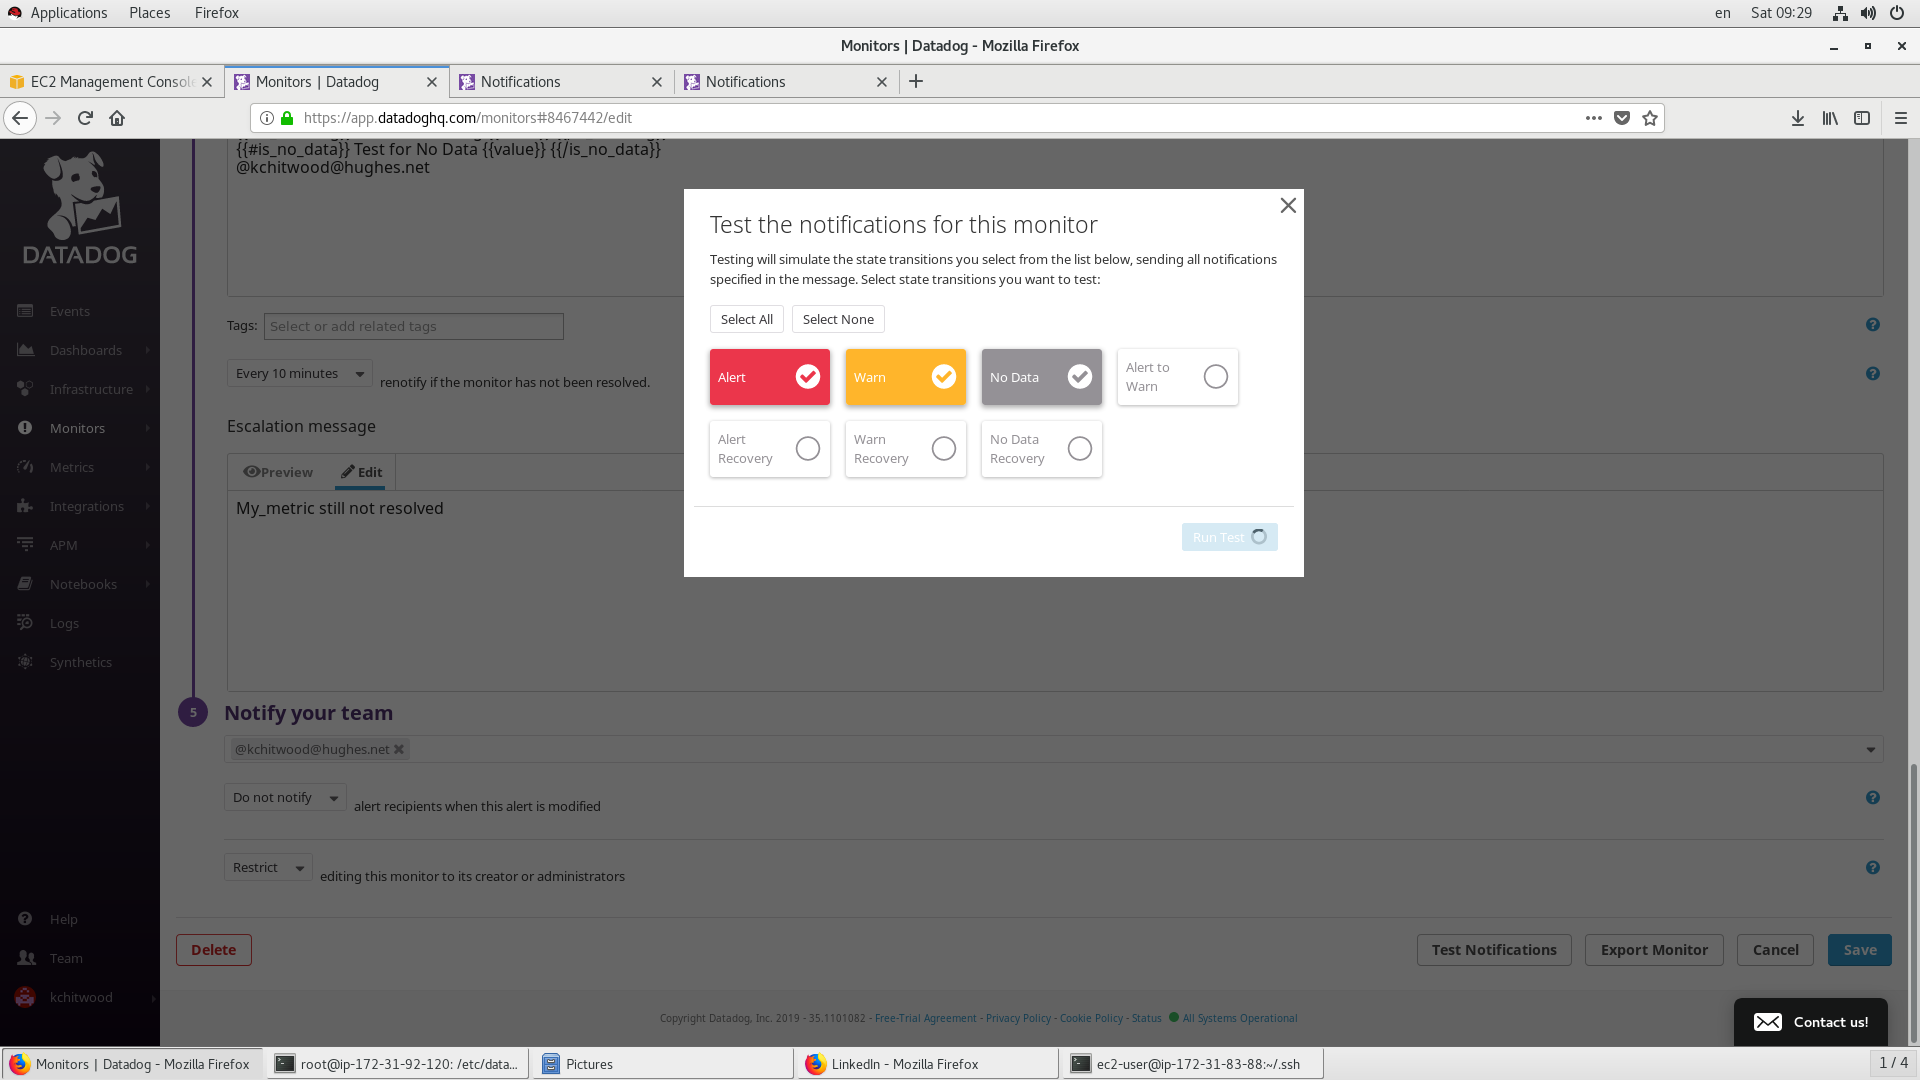 Applications Places Firefox en Sat 09:29
Monitors | Datadog - Mozilla Firefox
EC2 Management Consol Monitors | Datadog Notifications Notifications
https://app.datadoghq.com/monitors#8467442/edit
{{#is_no_data}} Test for No Data {{value}} {{/is_no_data}}
@kchitwood@hughes.net
DATADOG
Events
Dashboards
Infrastructure
Monitors
Metrics
Integrations
APM
Notebooks
Logs
Synthetics
Help
Team
kchitwood
Test the notifications for this monitor
Testing will simulate the state transitions you select from the list below, sending all notifications
specified in the message. Select state transitions you want to test:
Select All Select None
Alert
Warn
No Data
Alert to
Warn
Alert
Recovery
Warn
Recovery
No Data
Recovery
Run Test
Tags: Select or add related tags
Every 10 minutes renotify if the monitor has not been resolved.
Escalation message
Preview Edit
My_metric still not resolved
5 Notify your team
@kchitwood@hughes.net
Do not notify alert recipients when this alert is modified
Restrict editing this monitor to its creator or administrators
Delete Test Notifications Export Monitor Cancel Save
Copyright Datadog, Inc. 2019 - 35.1101082 - Free-Trial Agreement - Privacy Policy - Cookie Policy - Status All Systems Operational
Contact us!
Monitors | Datadog - Mozilla Firefox root@ip-172-31-92-120: /etc/data... Pictures LinkedIn - Mozilla Firefox ec2-user@ip-172-31-83-88:~/.ssh 1 / 4